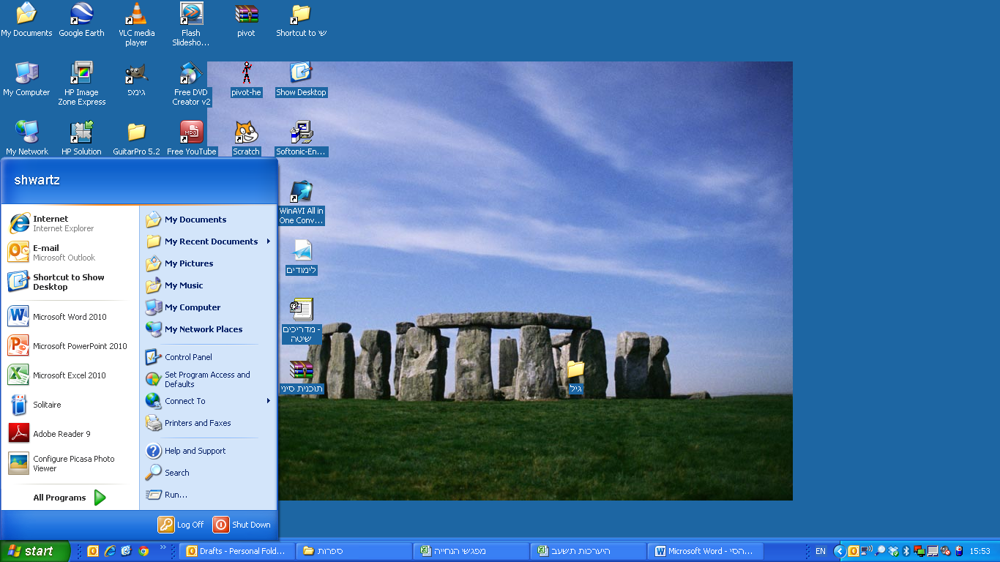 My Documents
Google Earth
VLC media
player
Flash
Slidesho...
pivot
Shortcut to שי
My Computer
HP Image
Zone Express
גימפ
Free DVD
Creator v2
pivot-he
Show Desktop
My Network
HP Solution
GuitarPro 5.2
Free YouTube
Scratch
Softonic-En...
WinAVI All in
One Conv...
לימודים
מדריכים -
שיטה
תוכנית סיני
גיל
shwartz
Internet
Internet Explorer
E-mail
Microsoft Outlook
Shortcut to Show
Desktop
Microsoft Word 2010
Microsoft PowerPoint 2010
Microsoft Excel 2010
Solitaire
Adobe Reader 9
Configure Picasa Photo
Viewer
All Programs
My Documents
My Recent Documents
My Pictures
My Music
My Computer
My Network Places
Control Panel
Set Program Access and
Defaults
Connect To
Printers and Faxes
Help and Support
Search
Run...
Log Off
Shut Down
start
Drafts - Personal Fold...
ספרות
מפגשי הנחייה
היערכות תשעב
Microsoft Word - הסי...
EN
15:53